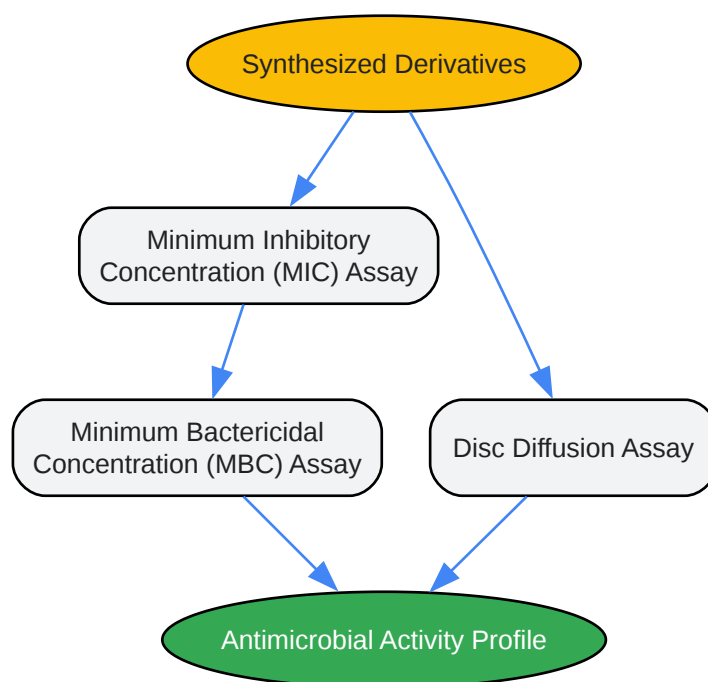 Synthesized Derivatives
Minimum Inhibitory
Concentration (MIC) Assay
Minimum Bactericidal
Concentration (MBC) Assay
Disc Diffusion Assay
Antimicrobial Activity Profile